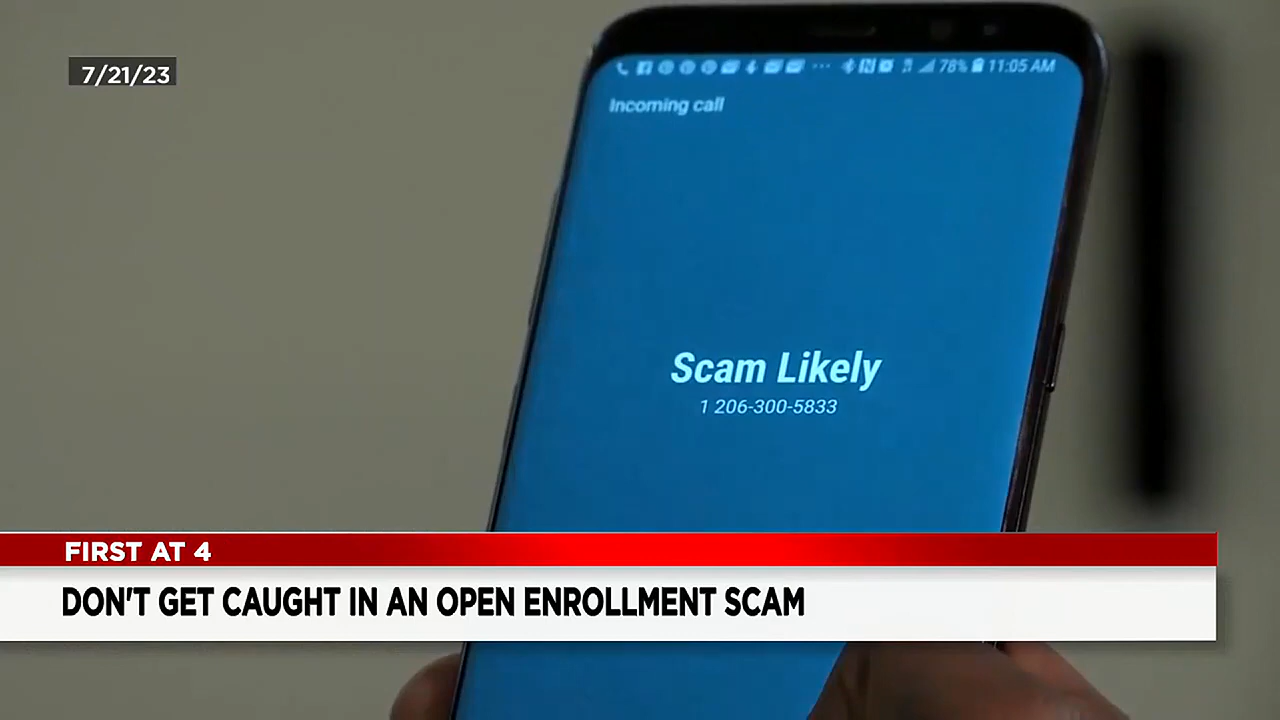 7/21/23
78% 11:05 AM
Incoming call
Scam Likely
1 206-300-5833
FIRST AT 4
DON'T GET CAUGHT IN AN OPEN ENROLLMENT SCAM